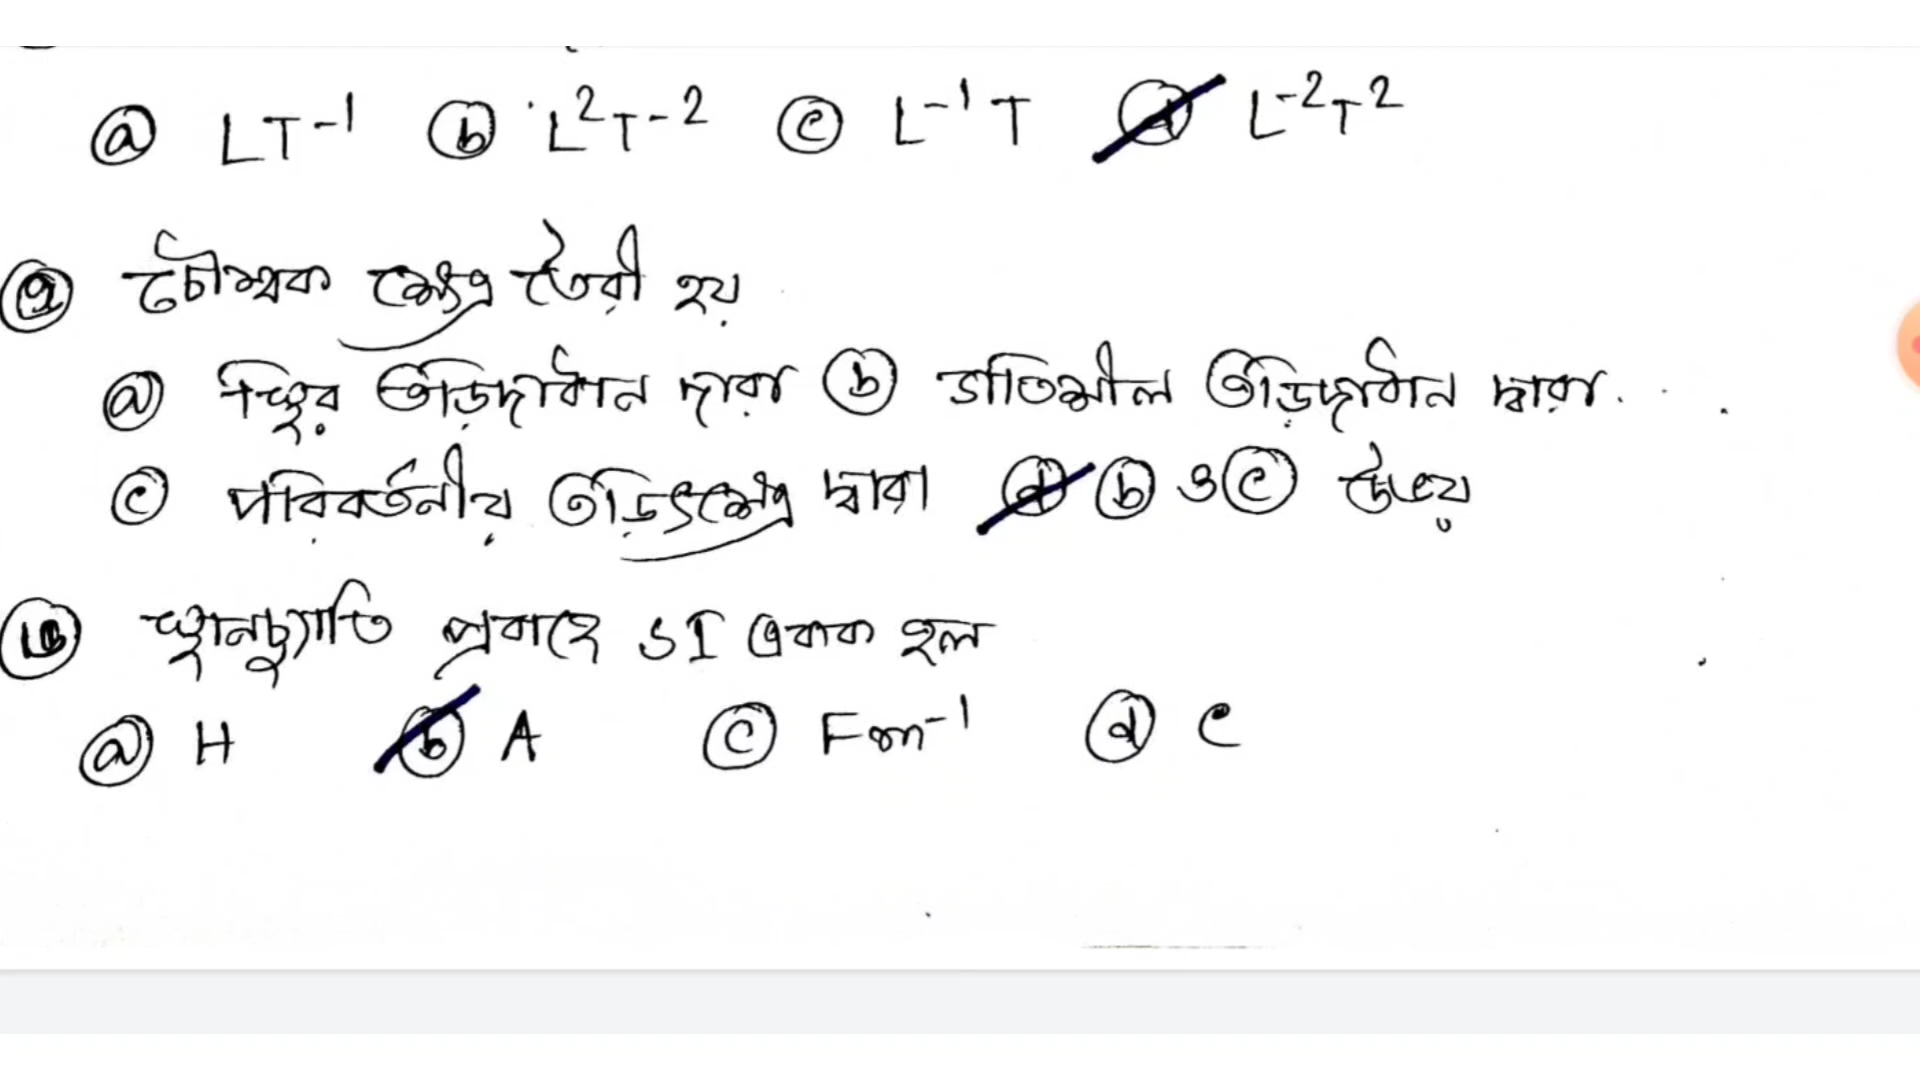 ⓐ LT⁻¹ ⓑ L²T⁻² ⓒ L⁻¹T ⓓ L⁻²T²
⑨ চৌম্বক ক্ষেত্র তৈরী হয়
ⓐ স্থির তড়িদাধান দ্বারা ⓑ গতিশীল তড়িদাধান দ্বারা.
ⓒ পরিবর্তনীয় তড়িৎক্ষেত্র দ্বারা ⓓ ⓑ ও ⓒ উভয়
⑩ স্থানচ্যুতি প্রবাহে SI একক হল
ⓐ H ⓑ A ⓒ Fm⁻¹ ⓓ C